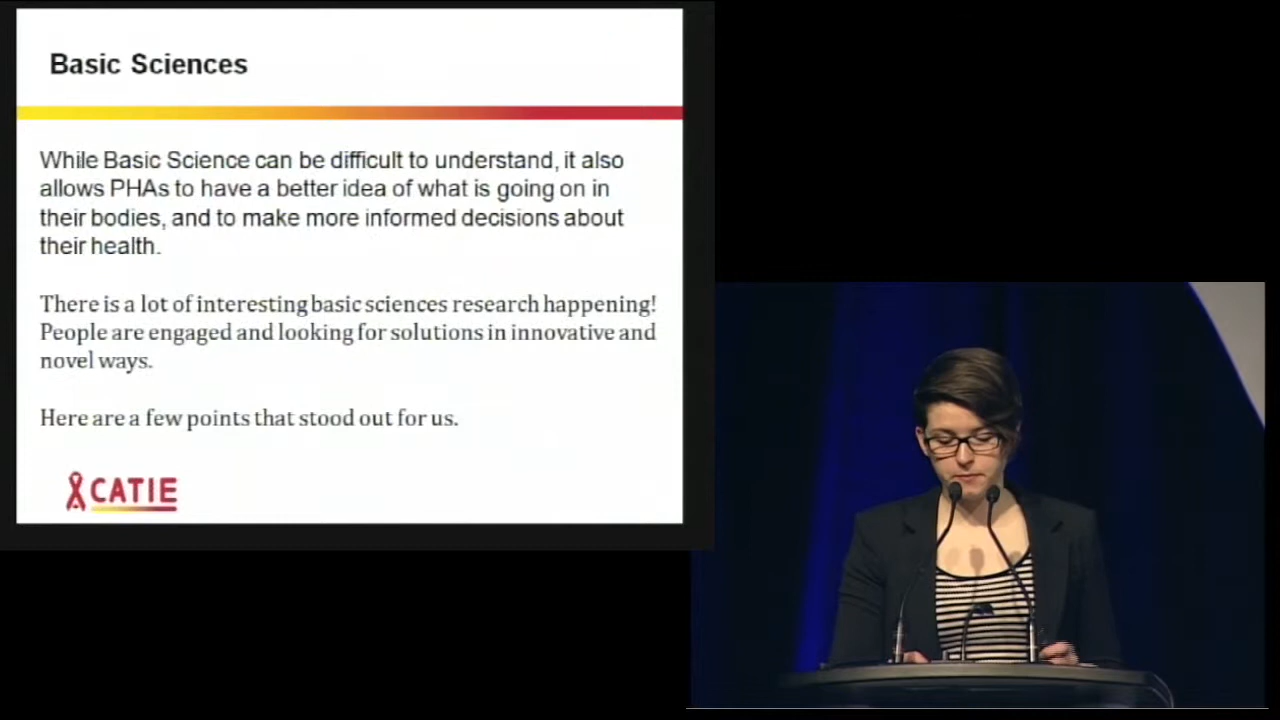 Basic Sciences
While Basic Science can be difficult to understand, it also
allows PHAs to have a better idea of what is going on in
their bodies, and to make more informed decisions about
their health.
There is a lot of interesting basic sciences research happening!
People are engaged and looking for solutions in innovative and
novel ways.
Here are a few points that stood out for us.
CATIE